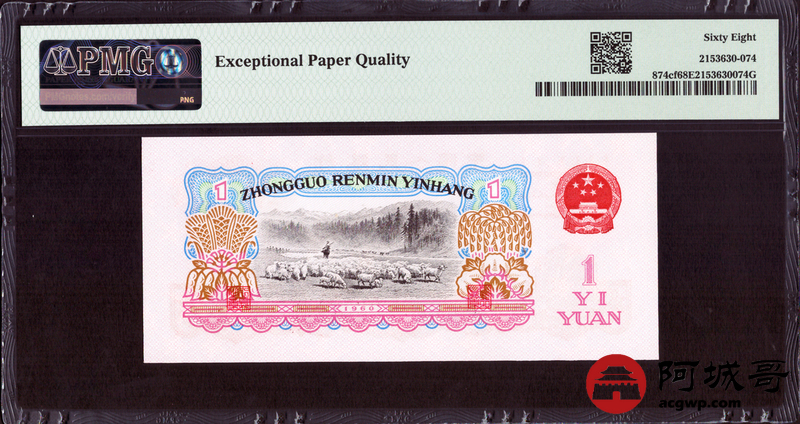 PMG
Exceptional Paper Quality
Sixty Eight
2153630-074
874cf68E2153630074G
PNG
ZHONGGUO RENMIN YINHANG
1
1
1
YI
YUAN
1960
阿城哥
acgwp.com